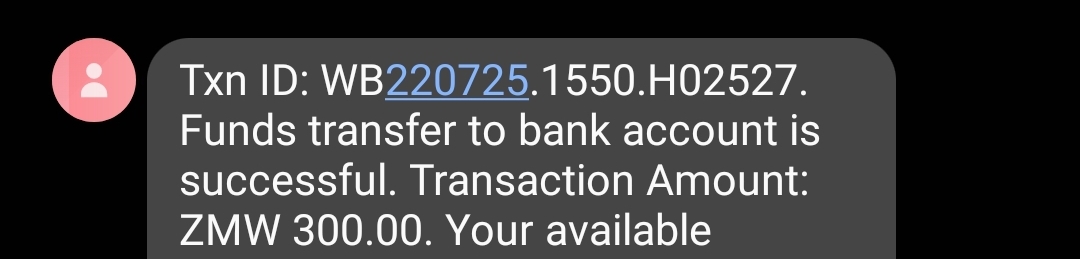 Txn ID: WB220725.1550.H02527.
Funds transfer to bank account is
successful. Transaction Amount:
ZMW 300.00. Your available